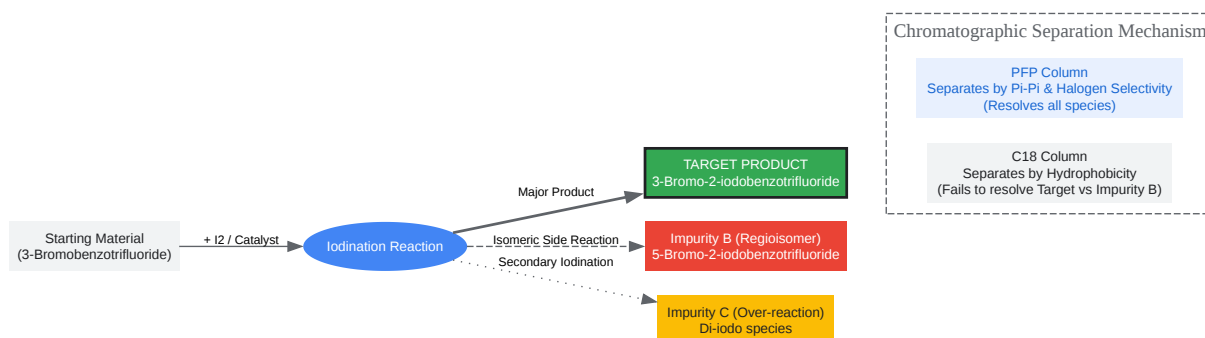 Chromatographic Separation Mechanism
PFP Column
Separates by Pi-Pi & Halogen Selectivity
(Resolves all species)
C18 Column
Separates by Hydrophobicity
(Fails to resolve Target vs Impurity B)
Starting Material
(3-Bromobenzotrifluoride)
+ I2 / Catalyst
Iodination Reaction
Major Product
TARGET PRODUCT
3-Bromo-2-iodobenzotrifluoride
Isomeric Side Reaction
Impurity B (Regioisomer)
5-Bromo-2-iodobenzotrifluoride
Secondary Iodination
Impurity C (Over-reaction)
Di-iodo species